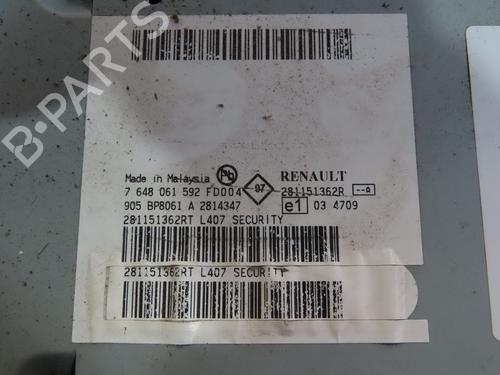 B-PARTS
Made in Malaysia Pb 07 RENAULT
7 648 061 592 FD004 281151362R --A
905 BP8061 A 2814347 e1 03 4709
281151362RT L407 SECURITY
281151362RT L407 SECURITY